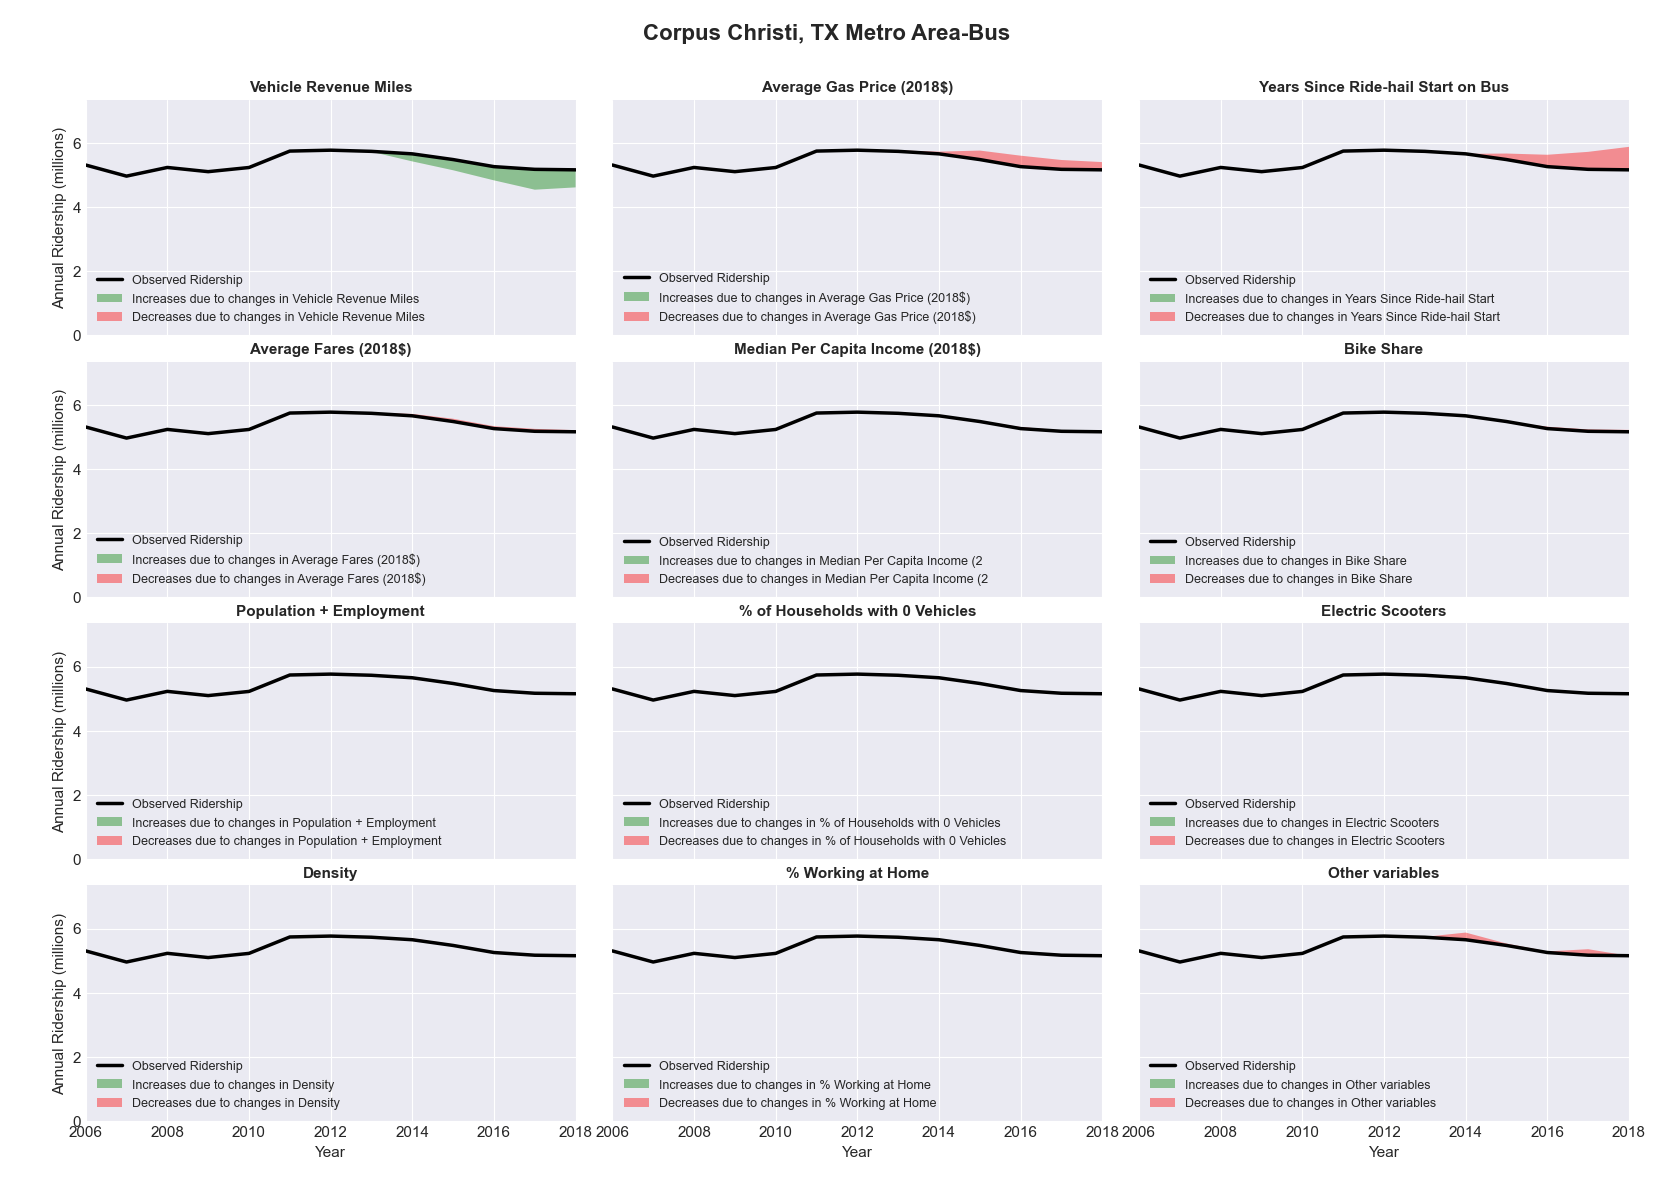 Corpus Christi, TX Metro Area-Bus
Vehicle Revenue Miles
Average Gas Price (2018$)
Years Since Ride-hail Start on Bus
Annual Ridership (millions)
6
4
2
0
Observed Ridership
Increases due to changes in Vehicle Revenue Miles
Decreases due to changes in Vehicle Revenue Miles
Observed Ridership
Increases due to changes in Average Gas Price (2018$)
Decreases due to changes in Average Gas Price (2018$)
Observed Ridership
Increases due to changes in Years Since Ride-hail Start
Decreases due to changes in Years Since Ride-hail Start
Average Fares (2018$)
Median Per Capita Income (2018$)
Bike Share
Annual Ridership (millions)
6
4
2
0
Observed Ridership
Increases due to changes in Average Fares (2018$)
Decreases due to changes in Average Fares (2018$)
Observed Ridership
Increases due to changes in Median Per Capita Income (2
Decreases due to changes in Median Per Capita Income (2
Observed Ridership
Increases due to changes in Bike Share
Decreases due to changes in Bike Share
Population + Employment
% of Households with 0 Vehicles
Electric Scooters
Annual Ridership (millions)
6
4
2
0
Observed Ridership
Increases due to changes in Population + Employment
Decreases due to changes in Population + Employment
Observed Ridership
Increases due to changes in % of Households with 0 Vehicles
Decreases due to changes in % of Households with 0 Vehicles
Observed Ridership
Increases due to changes in Electric Scooters
Decreases due to changes in Electric Scooters
Density
% Working at Home
Other variables
Annual Ridership (millions)
6
4
2
0
Observed Ridership
Increases due to changes in Density
Decreases due to changes in Density
Observed Ridership
Increases due to changes in % Working at Home
Decreases due to changes in % Working at Home
Observed Ridership
Increases due to changes in Other variables
Decreases due to changes in Other variables
2006 2008 2010 2012 2014 2016 2018
2006 2008 2010 2012 2014 2016 2018
2006 2008 2010 2012 2014 2016 2018
Year
Year
Year